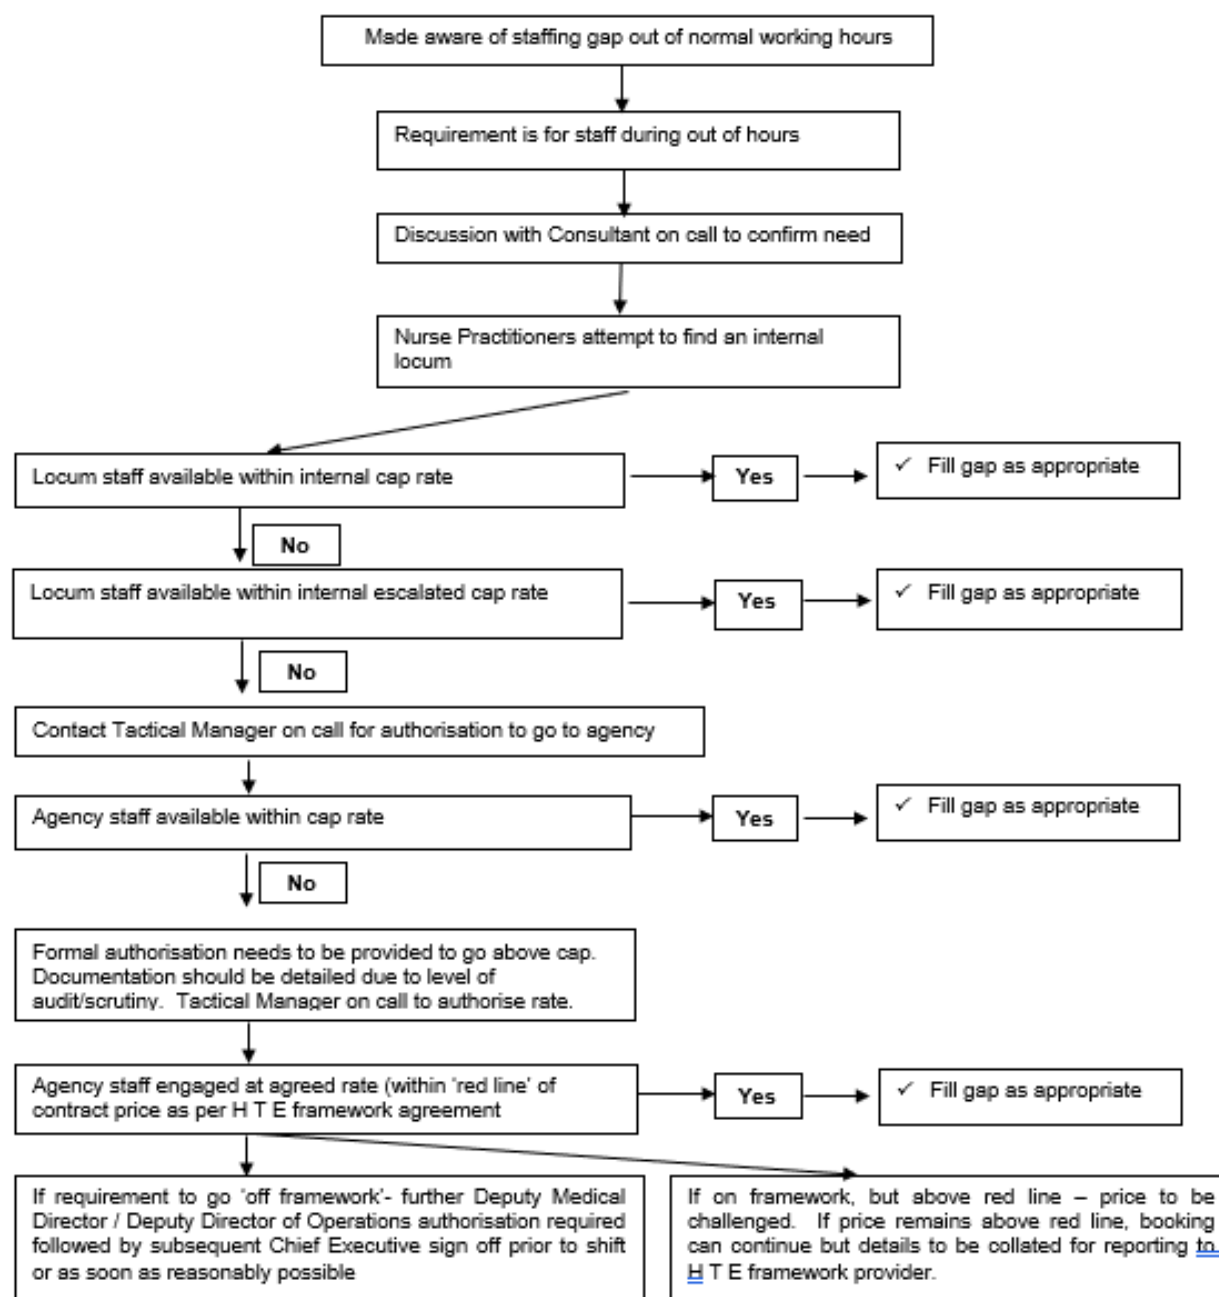 Made aware of staffing gap out of normal working hours
Requirement is for staff during out of hours
Discussion with Consultant on call to confirm need
Nurse Practitioners attempt to find an internal
locum
Locum staff available within internal cap rate
Yes
✓ Fill gap as appropriate
No
Locum staff available within internal escalated cap rate
Yes
✓ Fill gap as appropriate
No
Contact Tactical Manager on call for authorisation to go to agency
Agency staff available within cap rate
Yes
✓ Fill gap as appropriate
No
Formal authorisation needs to be provided to go above cap.
Documentation should be detailed due to level of
audit/scrutiny. Tactical Manager on call to authorise rate.
Agency staff engaged at agreed rate (within ‘red line’ of
contract price as per H T E framework agreement
Yes
✓ Fill gap as appropriate
If requirement to go ‘off framework’- further Deputy Medical
Director / Deputy Director of Operations authorisation required
followed by subsequent Chief Executive sign off prior to shift
or as soon as reasonably possible
If on framework, but above red line – price to be
challenged. If price remains above red line, booking
can continue but details to be collated for reporting to
H T E framework provider.